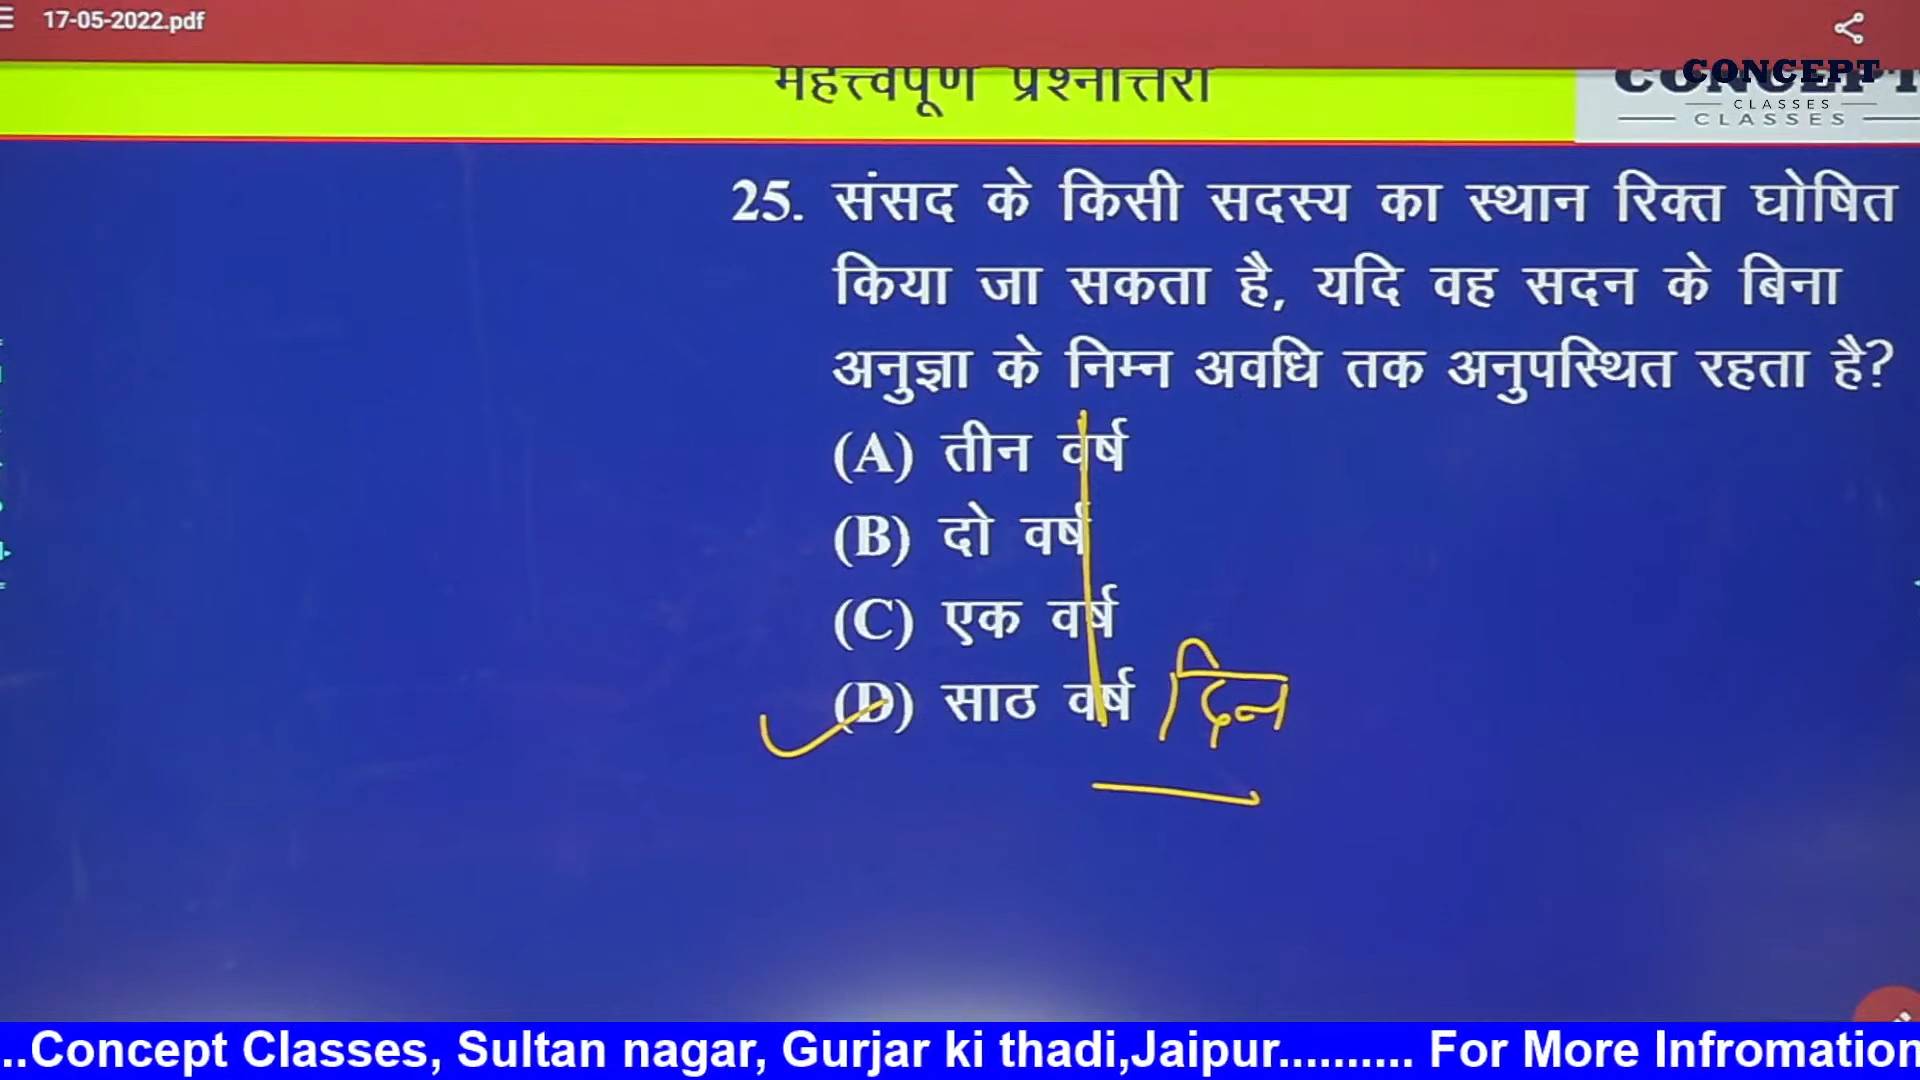 17-05-2022.pdf
महत्त्वपूर्ण प्रश्नोत्तरी
CONCEPT
CLASSES
CLASSES
25. संसद के किसी सदस्य का स्थान रिक्त घोषित
किया जा सकता है, यदि वह सदन के बिना
अनुज्ञा के निम्न अवधि तक अनुपस्थित रहता है?
(A) तीन वर्ष
(B) दो वर्ष
(C) एक वर्ष
(D) साठ वर्ष दिन
..Concept Classes, Sultan nagar, Gurjar ki thadi,Jaipur.......... For More Infromation